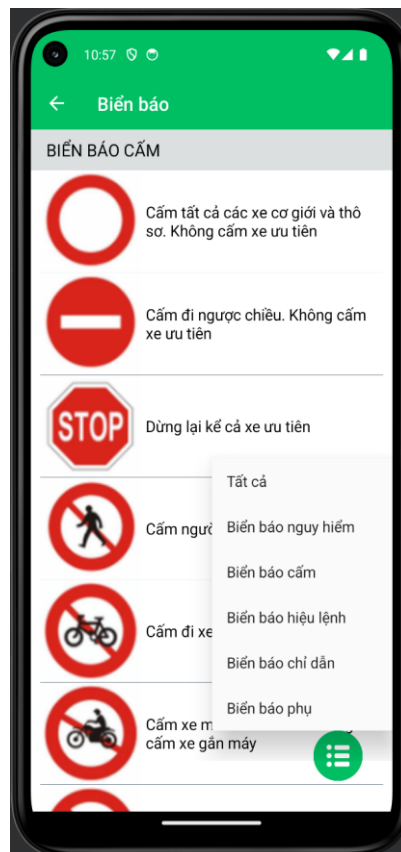 10:57
Biển báo
BIỂN BÁO CẤM
Cấm tất cả các xe cơ giới và thô
sơ. Không cấm xe ưu tiên
Cấm đi ngược chiều. Không cấm
xe ưu tiên
STOP
Dừng lại kể cả xe ưu tiên
Cấm
Cấm đi xe
Cấm xe
cấm xe gắn máy
Tất cả
Biển báo nguy hiểm
Biển báo cấm
Biển báo hiệu lệnh
Biển báo chỉ dẫn
Biển báo phụ